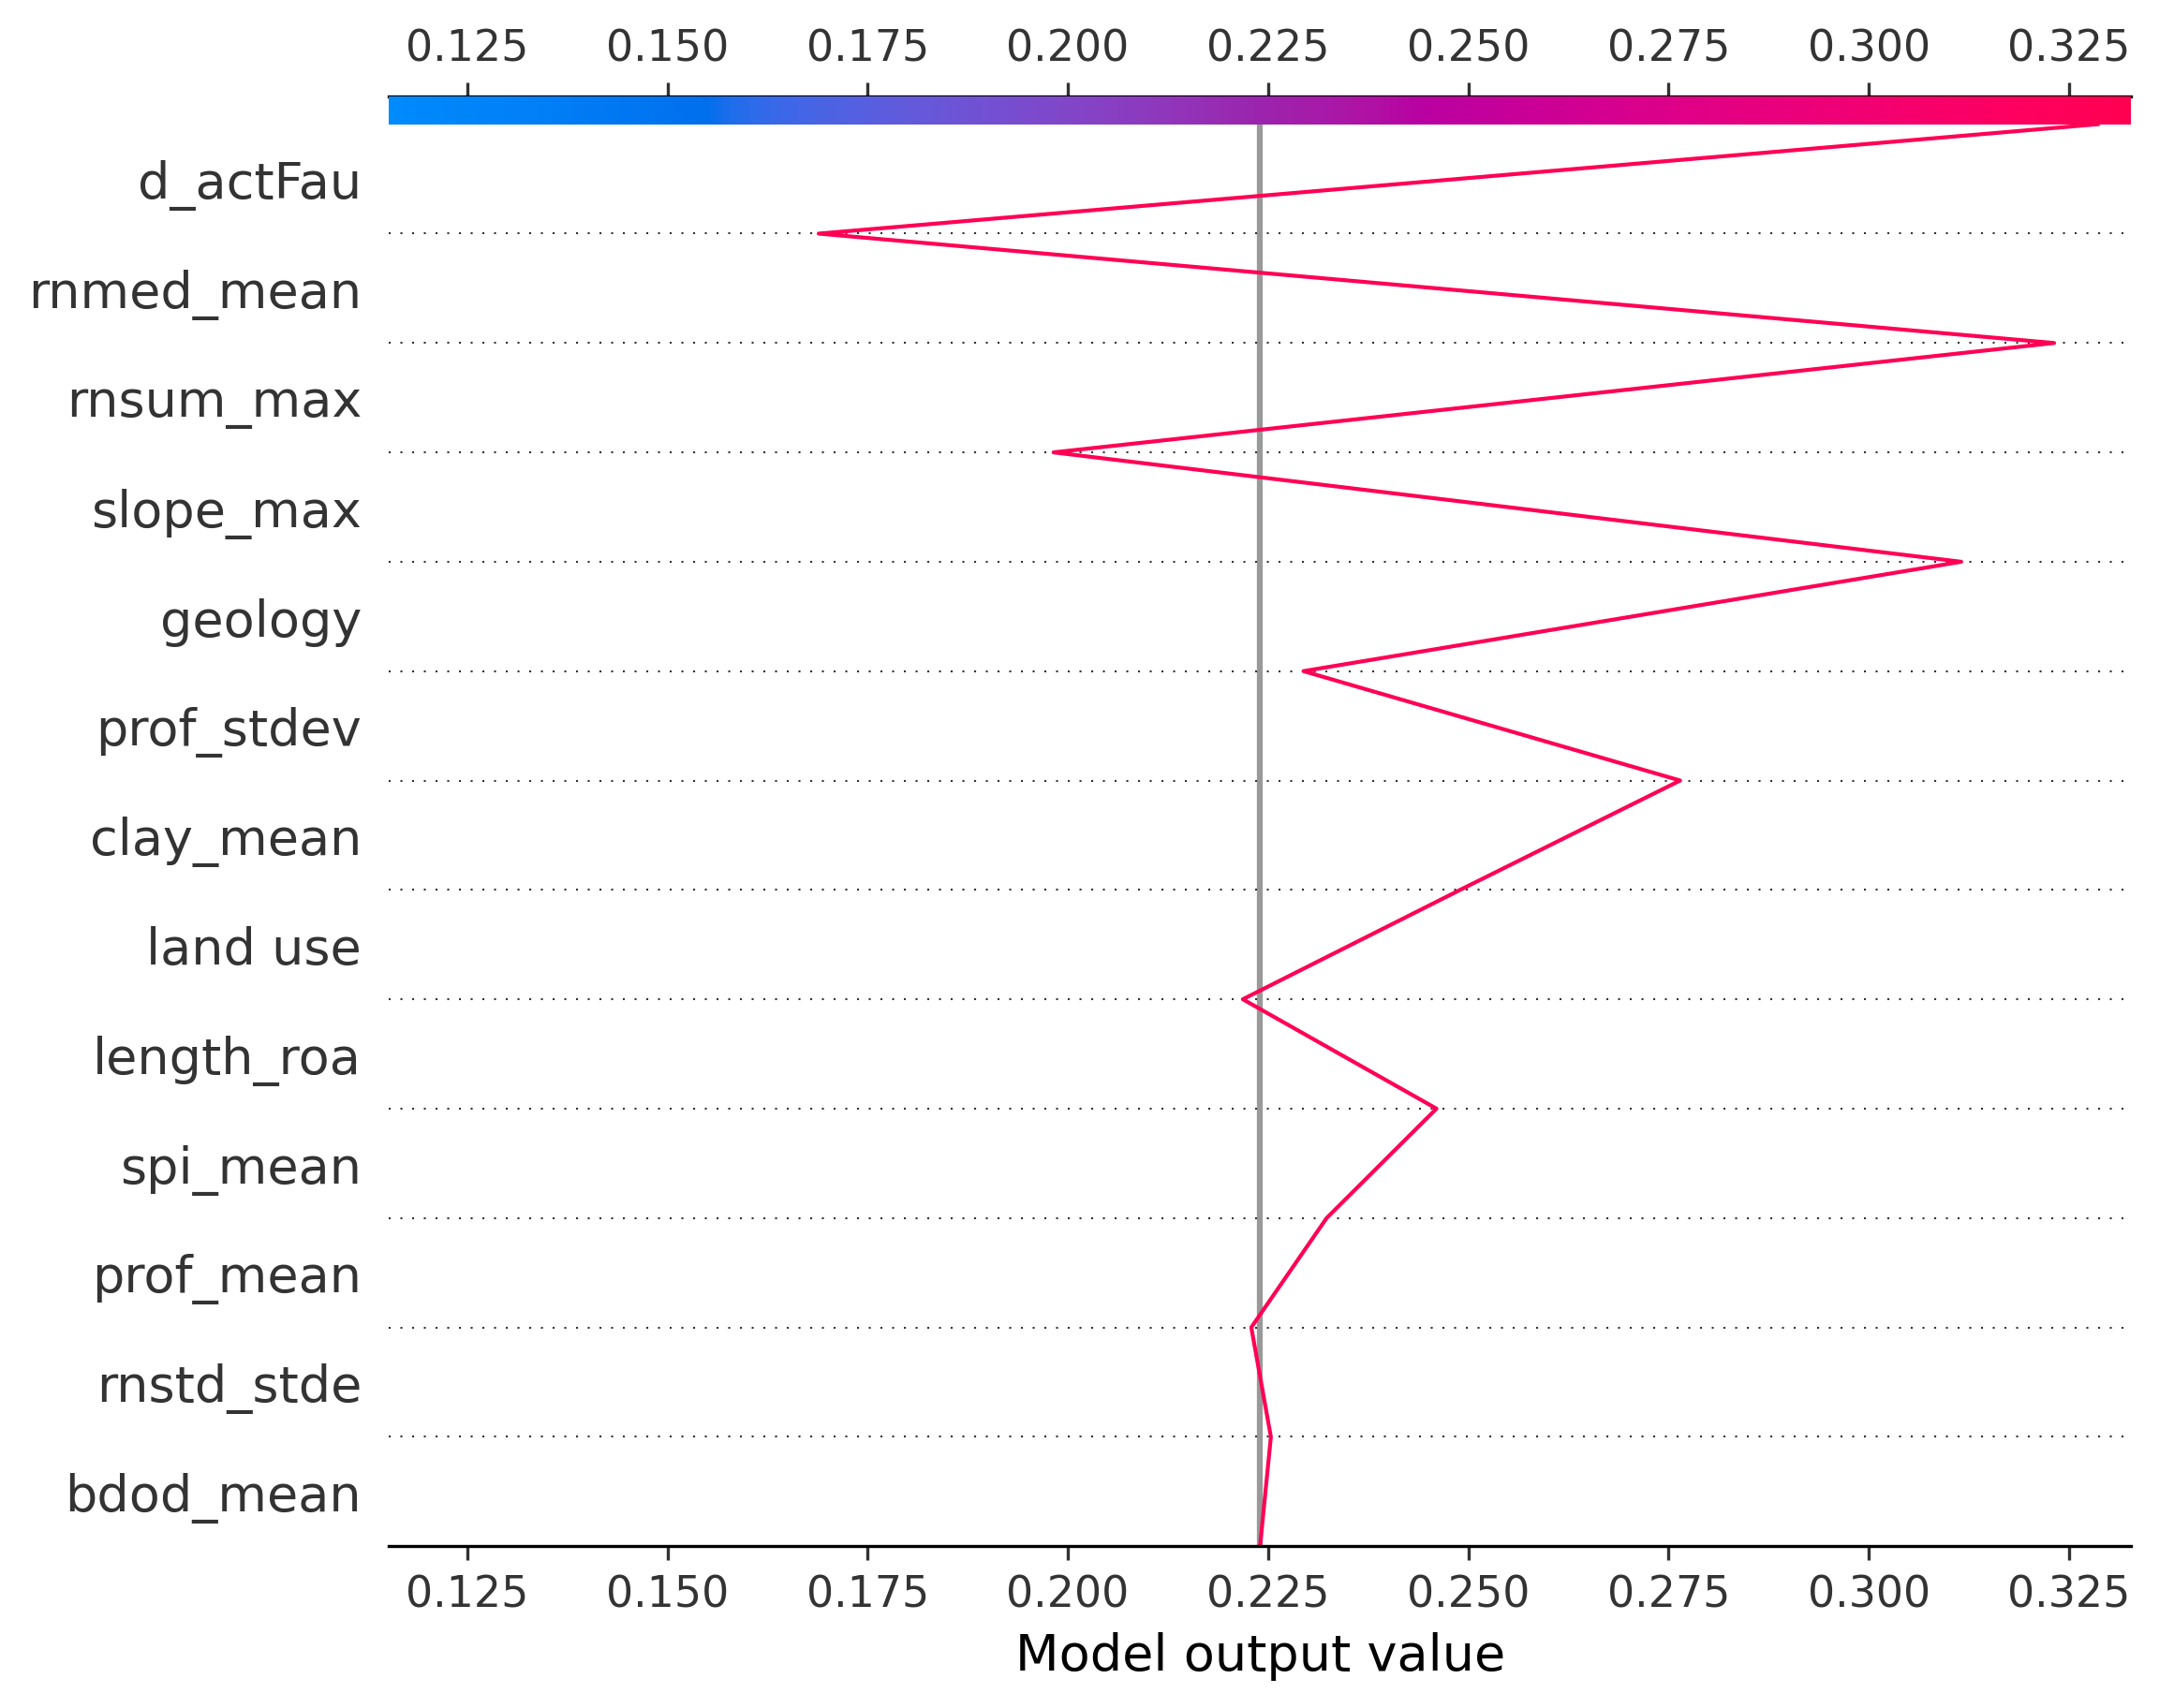 0.125 0.150 0.175 0.200 0.225 0.250 0.275 0.300 0.325
d_actFau
rnmed_mean
rnsum_max
slope_max
geology
prof_stdev
clay_mean
land use
length_roa
spi_mean
prof_mean
rnstd_stde
bdod_mean
0.125 0.150 0.175 0.200 0.225 0.250 0.275 0.300 0.325
Model output value